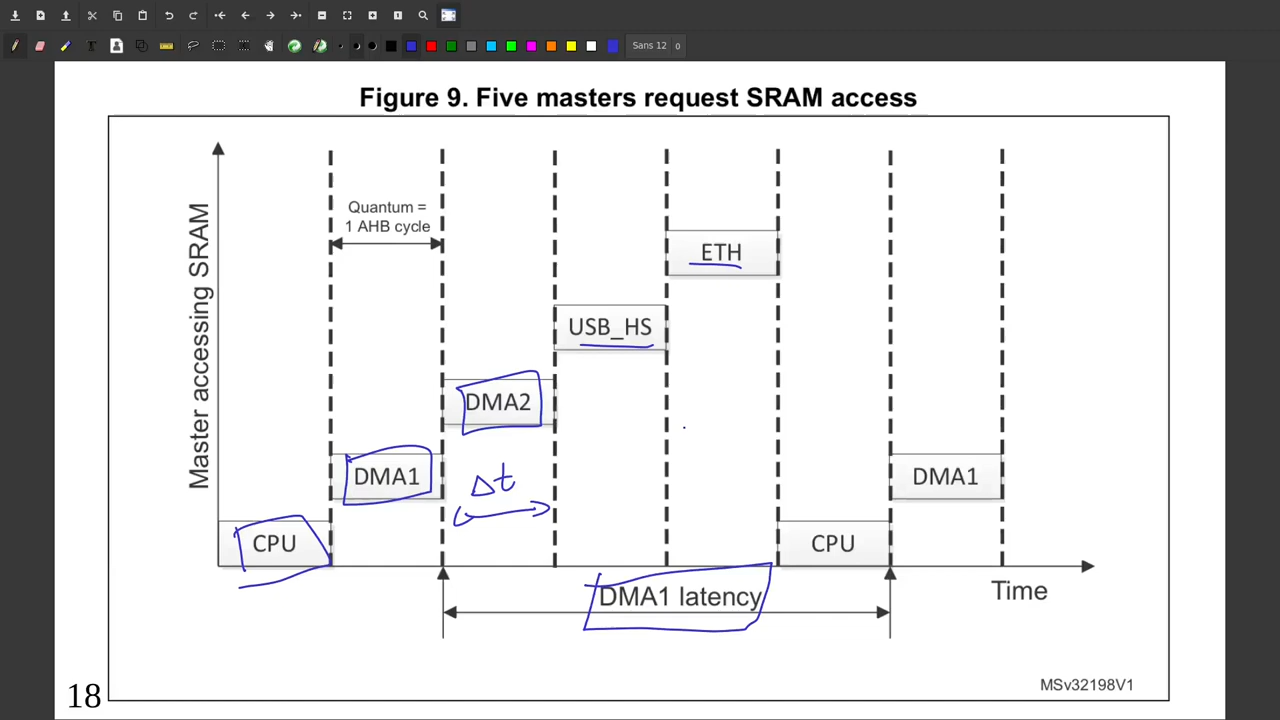 Sans 12
0
Figure 9. Five masters request SRAM access
Master accessing SRAM
Quantum =
1 AHB cycle
ETH
USB_HS
DMA2
DMA1
Δt
DMA1
CPU
CPU
DMA1 latency
Time
MSv32198V1
18